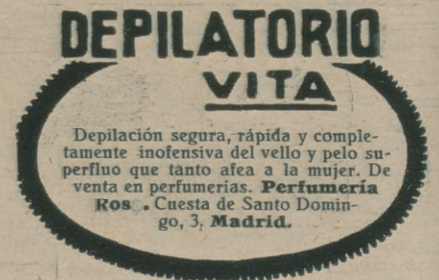 DEPILATORIO
VITA
Depilación segura, rápida y comple-
tamente inofensiva del vello y pelo su-
perfluo que tanto afea a la mujer. De
venta en perfumerías. Perfumería
Ros. Cuesta de Santo Domin-
go, 3, Madrid.